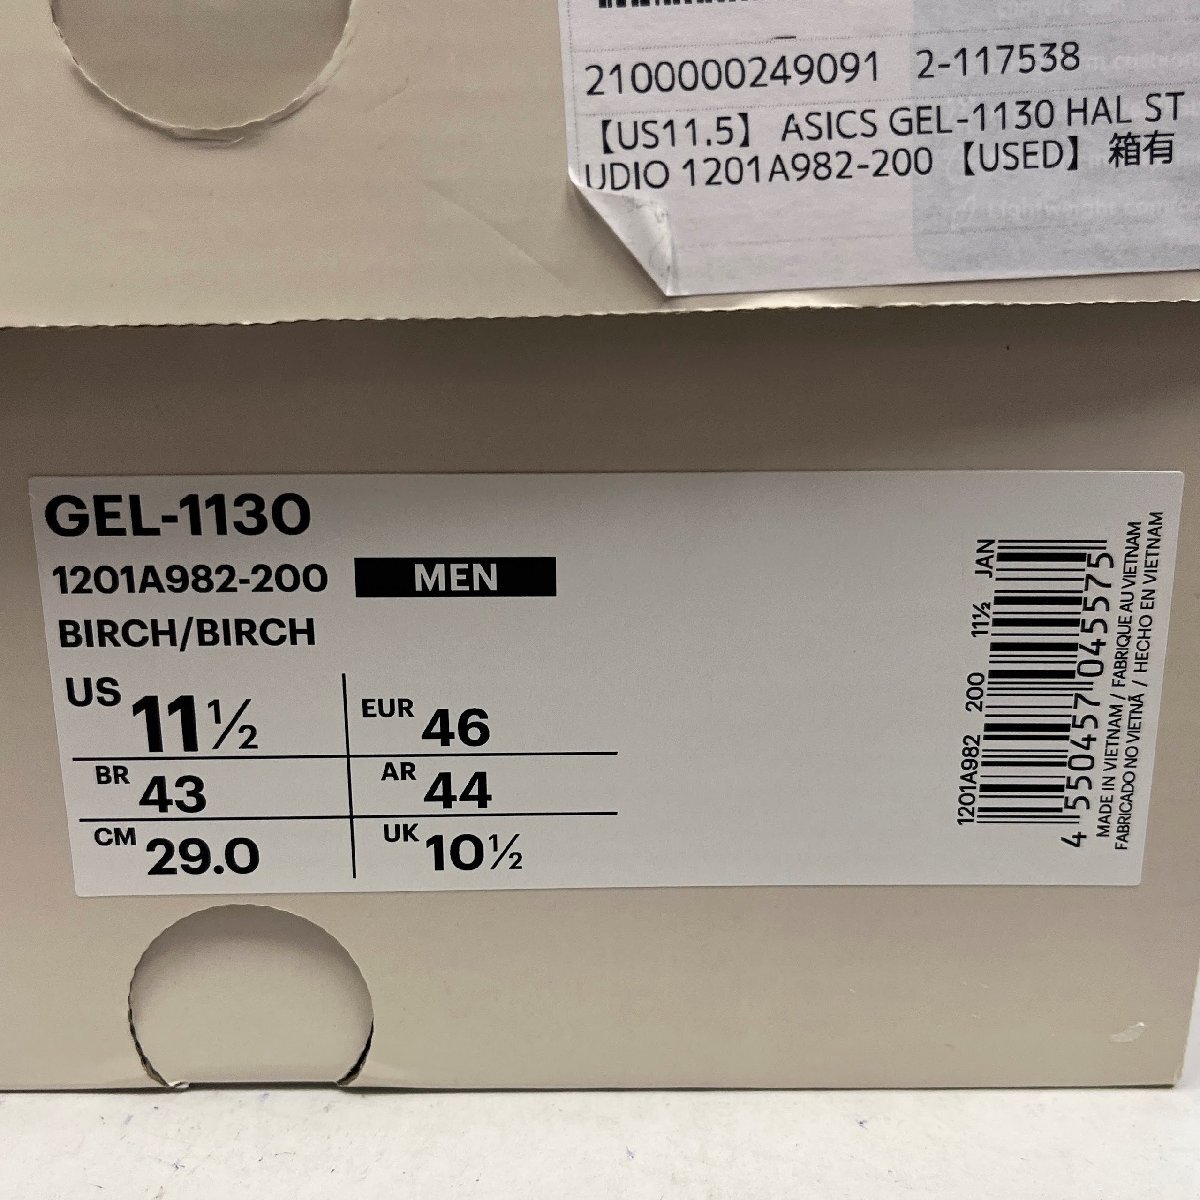 2100000249091 2-117538
【US11.5】 ASICS GEL-1130 HAL ST
UDIO 1201A982-200 【USED】 箱有
GEL-1130
1201A982-200 MEN
BIRCH/BIRCH
US 11½ EUR 46
BR 43 AR 44
CM 29.0 UK 10½
1201A982 200 11½ JAN
4 550457 045575
MADE IN VIETNAM / FABRIQUE AU VIETNAM
FABRICADO NO VIETNÃ / HECHO EN VIETNAM